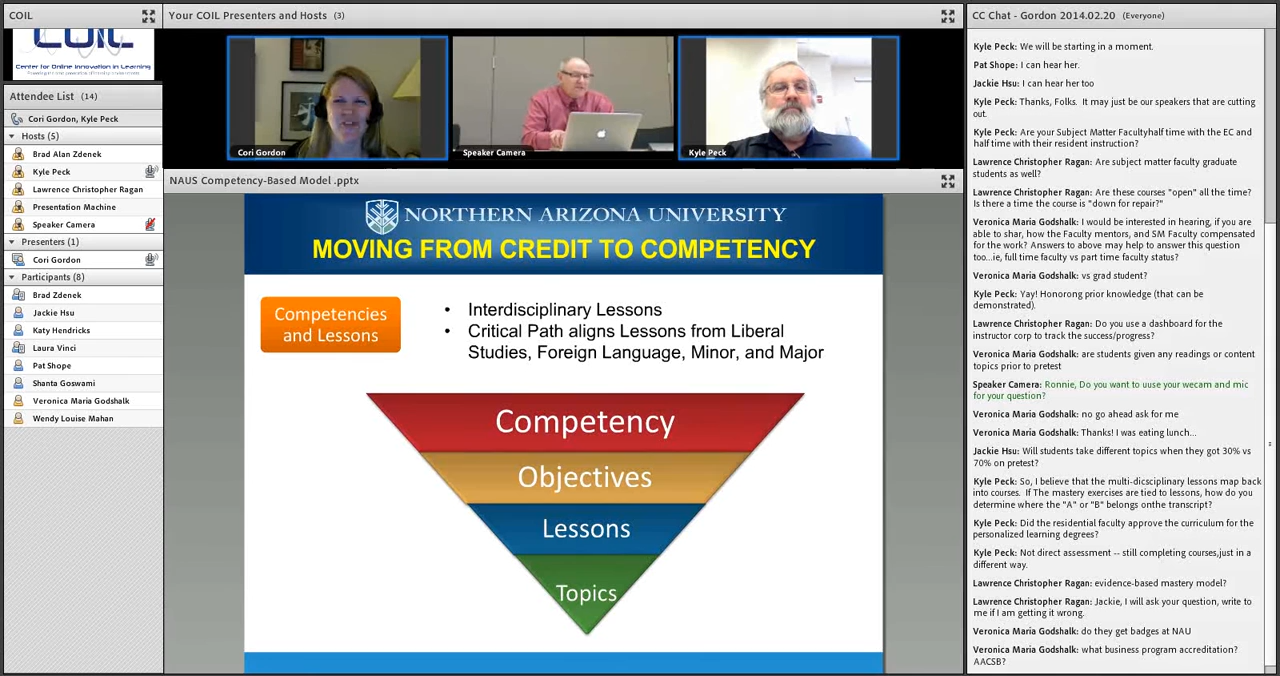 COIL
COIL
Center for Online Innovation in Learning
Attendee List (14)
Cori Gordon, Kyle Peck
Hosts (5)
Brad Alan Zdenek
Kyle Peck
Lawrence Christopher Ragan
Presentation Machine
Speaker Camera
Presenters (1)
Cori Gordon
Participants (8)
Brad Zdenek
Jackie Hsu
Katy Hendricks
Laura Vinci
Pat Shope
Shanta Goswami
Veronica Maria Godshalk
Wendy Louise Mahan
Your COIL Presenters and Hosts (3)
Cori Gordon
Speaker Camera
Kyle Peck
NAUS Competency-Based Model .pptx
NORTHERN ARIZONA UNIVERSITY
MOVING FROM CREDIT TO COMPETENCY
Competencies
and Lessons
• Interdisciplinary Lessons
• Critical Path aligns Lessons from Liberal
Studies, Foreign Language, Minor, and Major
Competency
Objectives
Lessons
Topics
CC Chat - Gordon 2014.02.20 (Everyone)
Kyle Peck: We will be starting in a moment.
Pat Shope: I can hear her.
Jackie Hsu: I can hear her too
Kyle Peck: Thanks, Folks. It may just be our speakers that are cutting
out.
Kyle Peck: Are your Subject Matter Facultyhalf time with the EC and
half time with their resident instruction?
Lawrence Christopher Ragan: Are subject matter faculty graduate
students as well?
Lawrence Christopher Ragan: Are these courses "open" all the time?
Is there a time the course is "down for repair?"
Veronica Maria Godshalk: I would be interested in hearing, if you are
able to shar, how the Faculty mentors, and SM Faculty compensated
for the work? Answers to above may help to answer this question
too...ie, full time faculty vs part time faculty status?
Veronica Maria Godshalk: vs grad student?
Kyle Peck: Yay! Honorong prior knowledge (that can be
demonstrated).
Lawrence Christopher Ragan: Do you use a dashboard for the
instructor corp to track the success/progress?
Veronica Maria Godshalk: are students given any readings or content
topics prior to pretest
Speaker Camera: Ronnie, Do you want to uuse your wecam and mic
for your question?
Veronica Maria Godshalk: no go ahead ask for me
Veronica Maria Godshalk: Thanks! I was eating lunch...
Jackie Hsu: Will students take different topics when they got 30% vs
70% on pretest?
Kyle Peck: So, I believe that the multi-dicsciplinary lessons map back
into courses. If The mastery exercises are tied to lessons, how do you
determine where the "A" or "B" belongs onthe transcript?
Kyle Peck: Did the residential faculty approve the curriculum for the
personalized learning degrees?
Kyle Peck: Not direct assessment -- still completing courses,just in a
different way.
Lawrence Christopher Ragan: evidence-based mastery model?
Lawrence Christopher Ragan: Jackie, I will ask your question, write to
me if I am getting it wrong.
Veronica Maria Godshalk: do they get badges at NAU
Veronica Maria Godshalk: what business program accreditation?
AACSB?